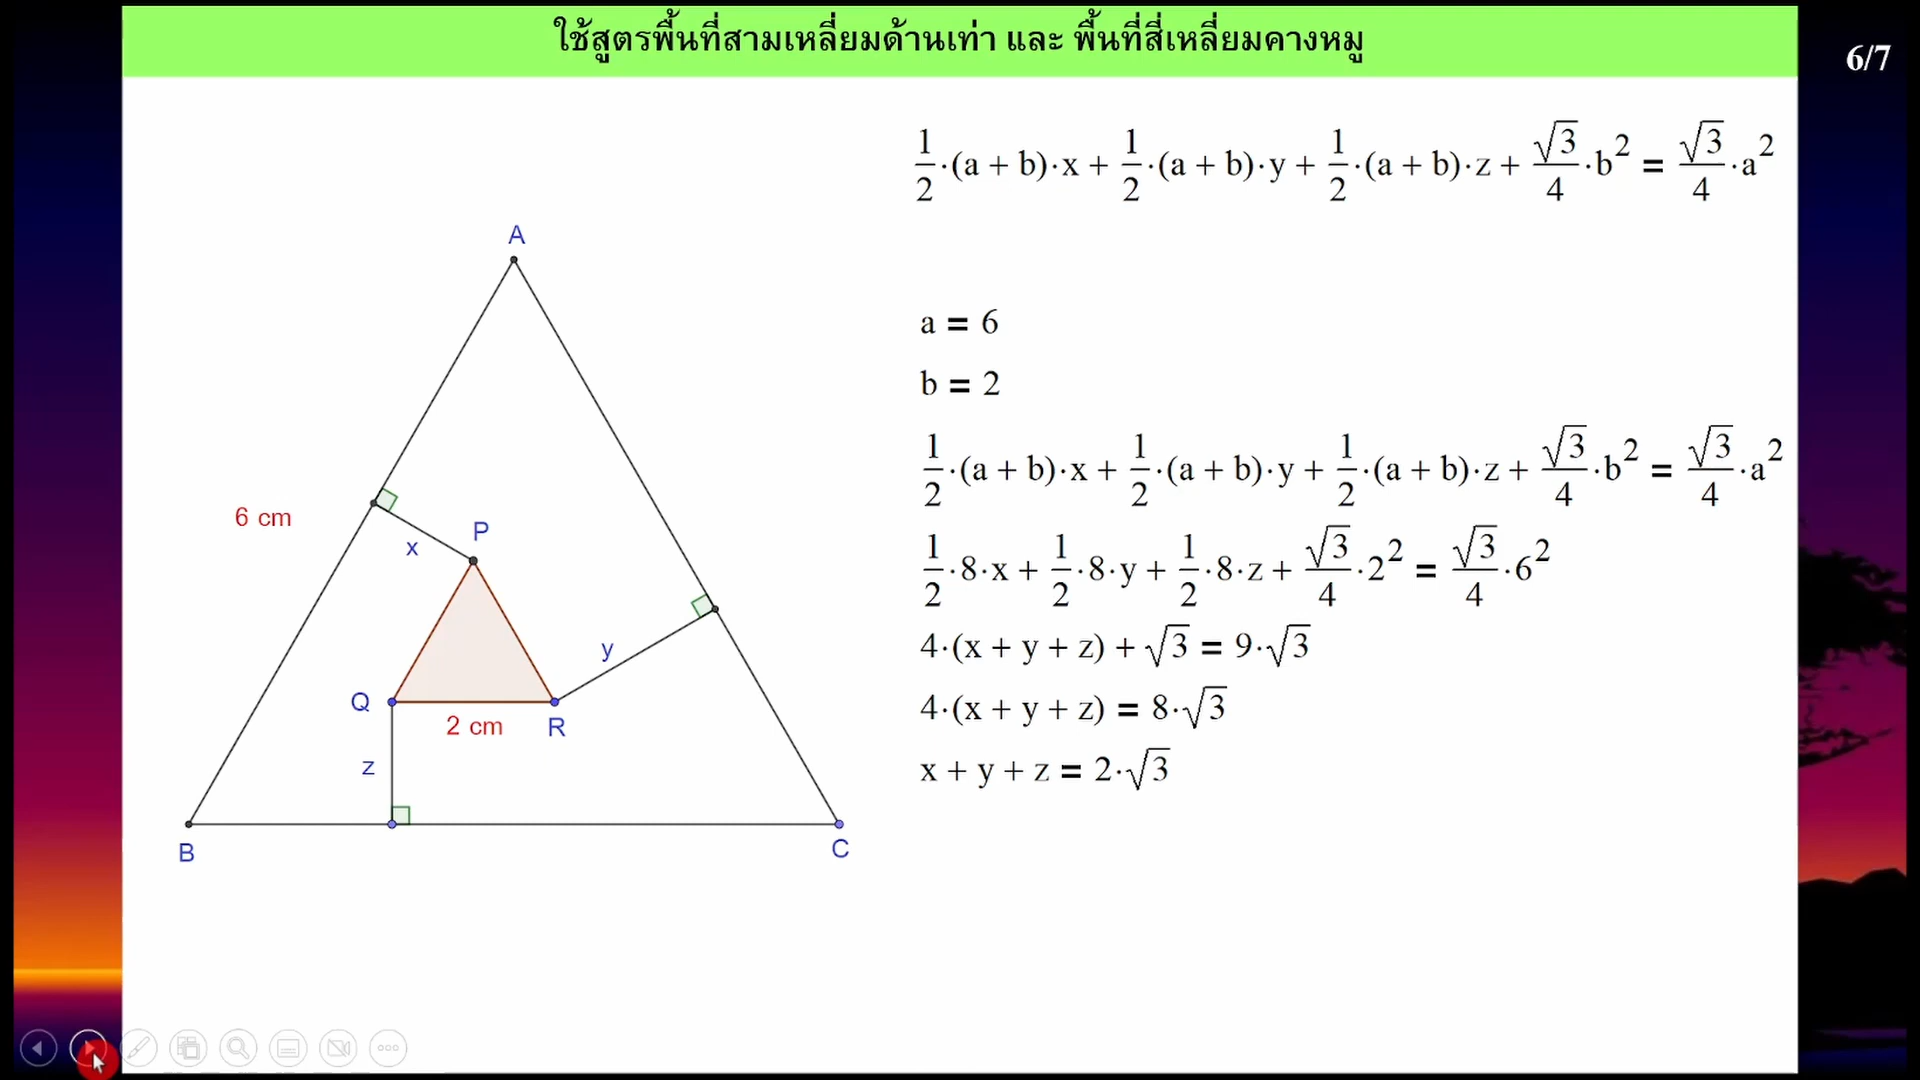 ใช้สูตรพื้นที่สามเหลี่ยมด้านเท่า และ พื้นที่สี่เหลี่ยมคางหมู
6/7
1/2·(a + b)·x + 1/2·(a + b)·y + 1/2·(a + b)·z + √3/4·b² = √3/4·a²
a = 6
b = 2
1/2·(a + b)·x + 1/2·(a + b)·y + 1/2·(a + b)·z + √3/4·b² = √3/4·a²
1/2·8·x + 1/2·8·y + 1/2·8·z + √3/4·2² = √3/4·6²
4·(x + y + z) + √3 = 9·√3
4·(x + y + z) = 8·√3
x + y + z = 2·√3
A
6 cm
P
x
y
Q
2 cm
R
z
B
C